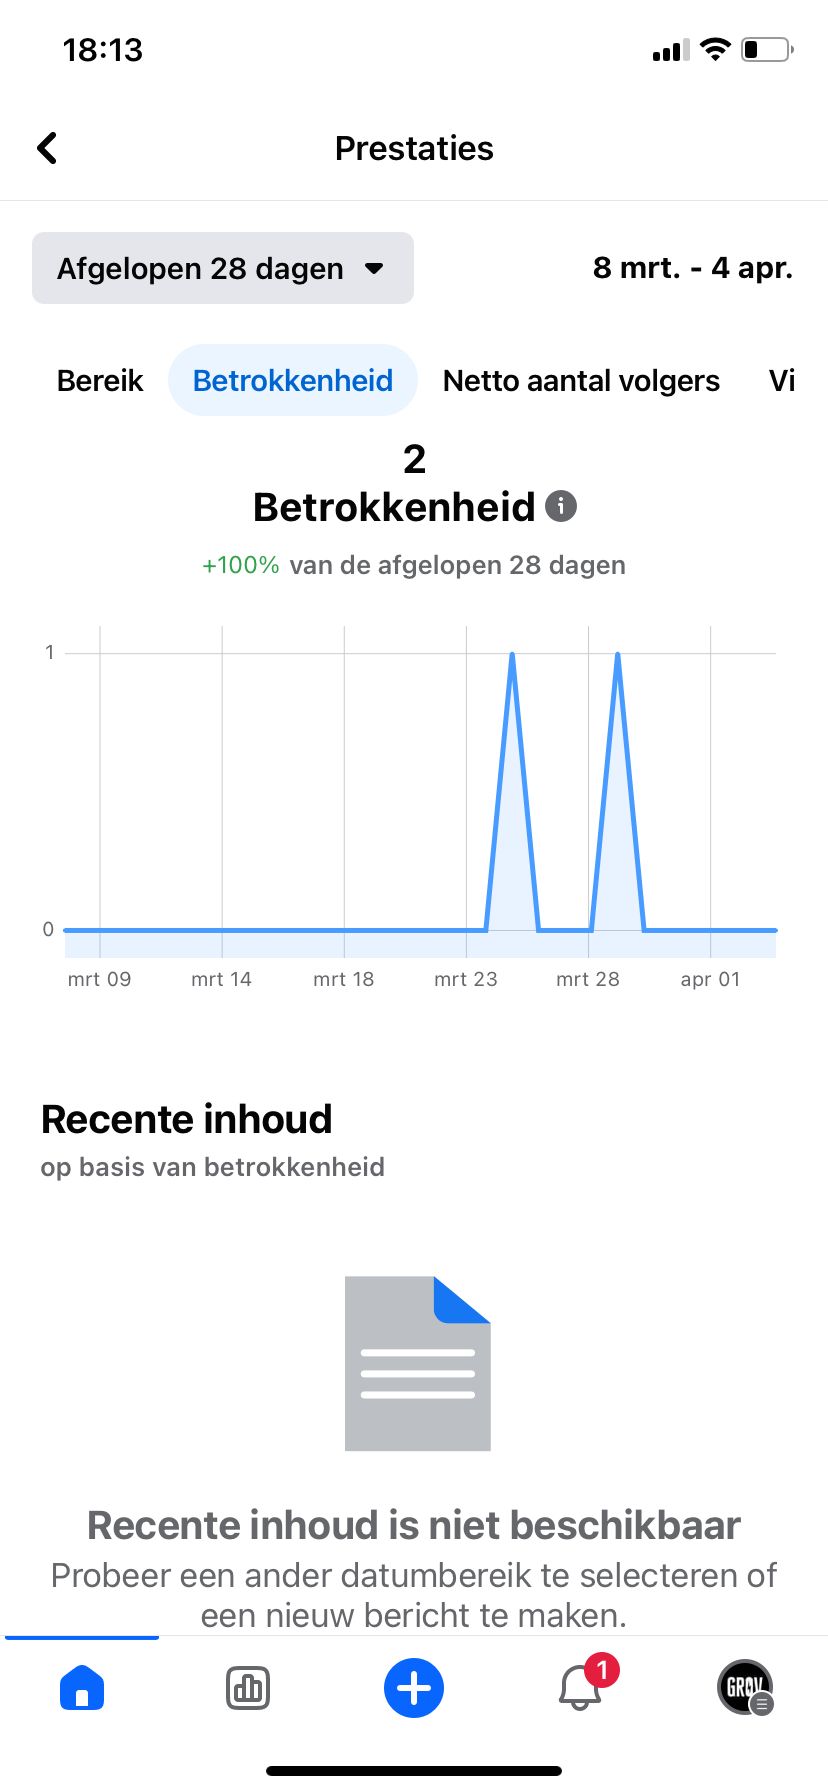 18:13
Prestaties
Afgelopen 28 dagen
8 mrt. - 4 apr.
Bereik Betrokkenheid Netto aantal volgers Vi
2
Betrokkenheid
+100% van de afgelopen 28 dagen
1
0
mrt 09 mrt 14 mrt 18 mrt 23 mrt 28 apr 01
Recente inhoud
op basis van betrokkenheid
Recente inhoud is niet beschikbaar
Probeer een ander datumbereik te selecteren of
een nieuw bericht te maken.
1
GRØV